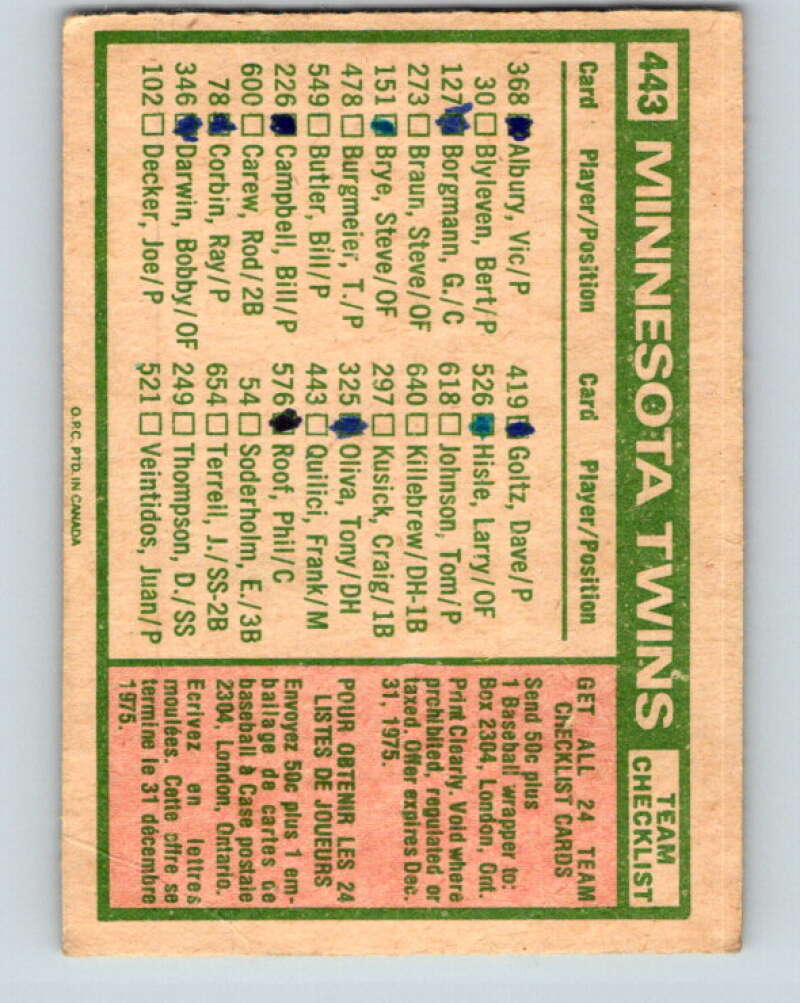 443 MINNESOTA TWINS TEAM CHECKLIST
Card Player/Position Card Player/Position
368 Albury, Vic/P
30 Blyleven, Bert/P
127 Borgmann, G./C
273 Braun, Steve/OF
151 Brye, Steve/OF
478 Burgmeier, T./P
549 Butler, Bill/P
226 Campbell, Bill/P
600 Carew, Rod/2B
78 Corbin, Ray/P
346 Darwin, Bobby/OF
102 Decker, Joe/P
419 Goltz, Dave/P
526 Hisle, Larry/OF
618 Johnson, Tom/P
640 Killebrew/DH-1B
297 Kusick, Craig/1B
325 Oliva, Tony/DH
443 Quilici, Frank/M
576 Roof, Phil/C
54 Soderholm, E./3B
654 Terrell, J./SS-2B
249 Thompson, D./SS
521 Veintidos, Juan/P
GET ALL 24 TEAM
CHECKLIST CARDS
Send 50c plus
1 Baseball wrapper to:
Box 2304, London, Ont.
Print Clearly. Void where
prohibited, regulated or
taxed. Offer expires Dec.
31, 1975.
POUR OBTENIR LES 24
LISTES DE JOUEURS
Envoyez 50c plus 1 em-
ballage de cartes de
baseball à Case postale
2304, London, Ontario.
Ecrivez en lettres
moulées. Cette offre se
termine le 31 décembre
1975.
O.P.C. PTD. IN CANADA